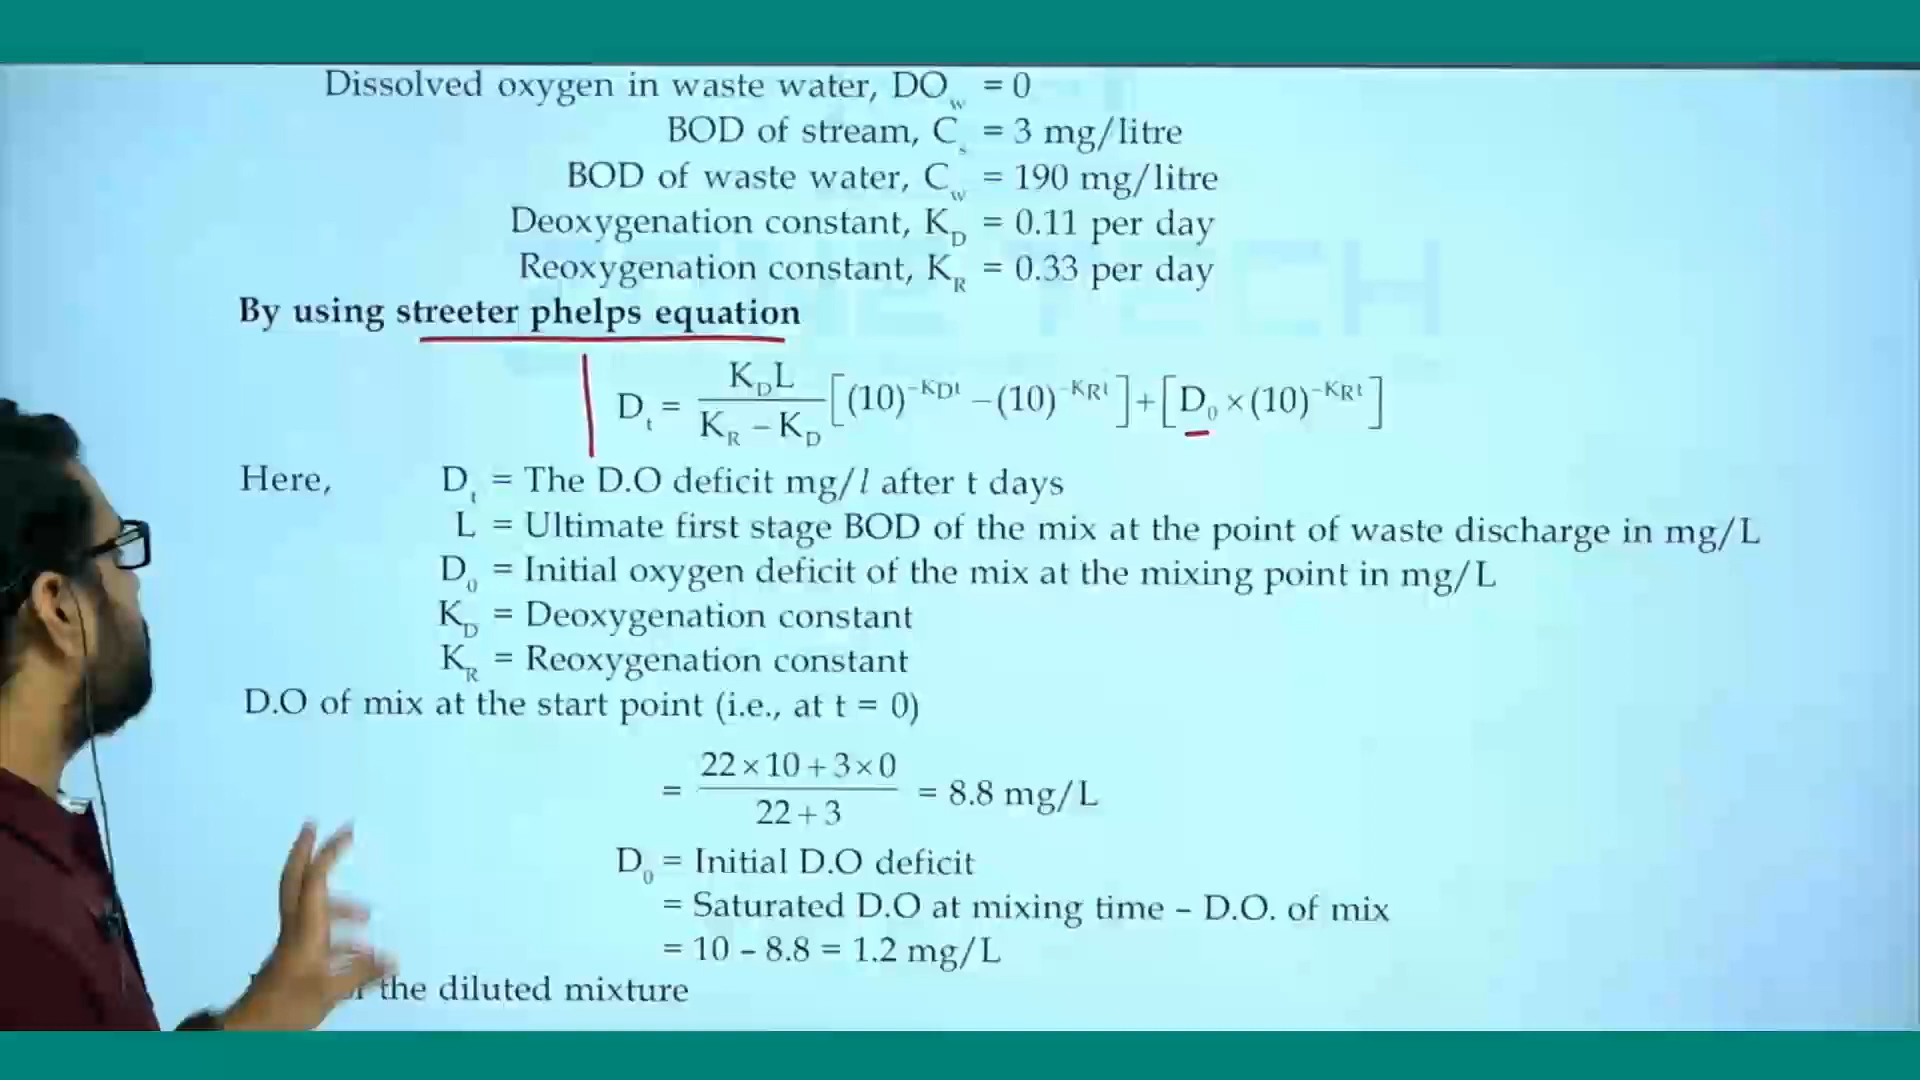 Dissolved oxygen in waste water, DO_w = 0
BOD of stream, C_s = 3 mg/litre
BOD of waste water, C_w = 190 mg/litre
Deoxygenation constant, K_D = 0.11 per day
Reoxygenation constant, K_R = 0.33 per day
By using streeter phelps equation
D_t = K_D L / K_R – K_D [(10)^–K_D t – (10)^–K_R t] + [D_0 × (10)^–K_R t]
Here, D_t = The D.O deficit mg/l after t days
L = Ultimate first stage BOD of the mix at the point of waste discharge in mg/L
D_0 = Initial oxygen deficit of the mix at the mixing point in mg/L
K_D = Deoxygenation constant
K_R = Reoxygenation constant
D.O of mix at the start point (i.e., at t = 0)
= 22 × 10 + 3 × 0 / 22 + 3 = 8.8 mg/L
D_0 = Initial D.O deficit
= Saturated D.O at mixing time – D.O. of mix
= 10 – 8.8 = 1.2 mg/L
the diluted mixture